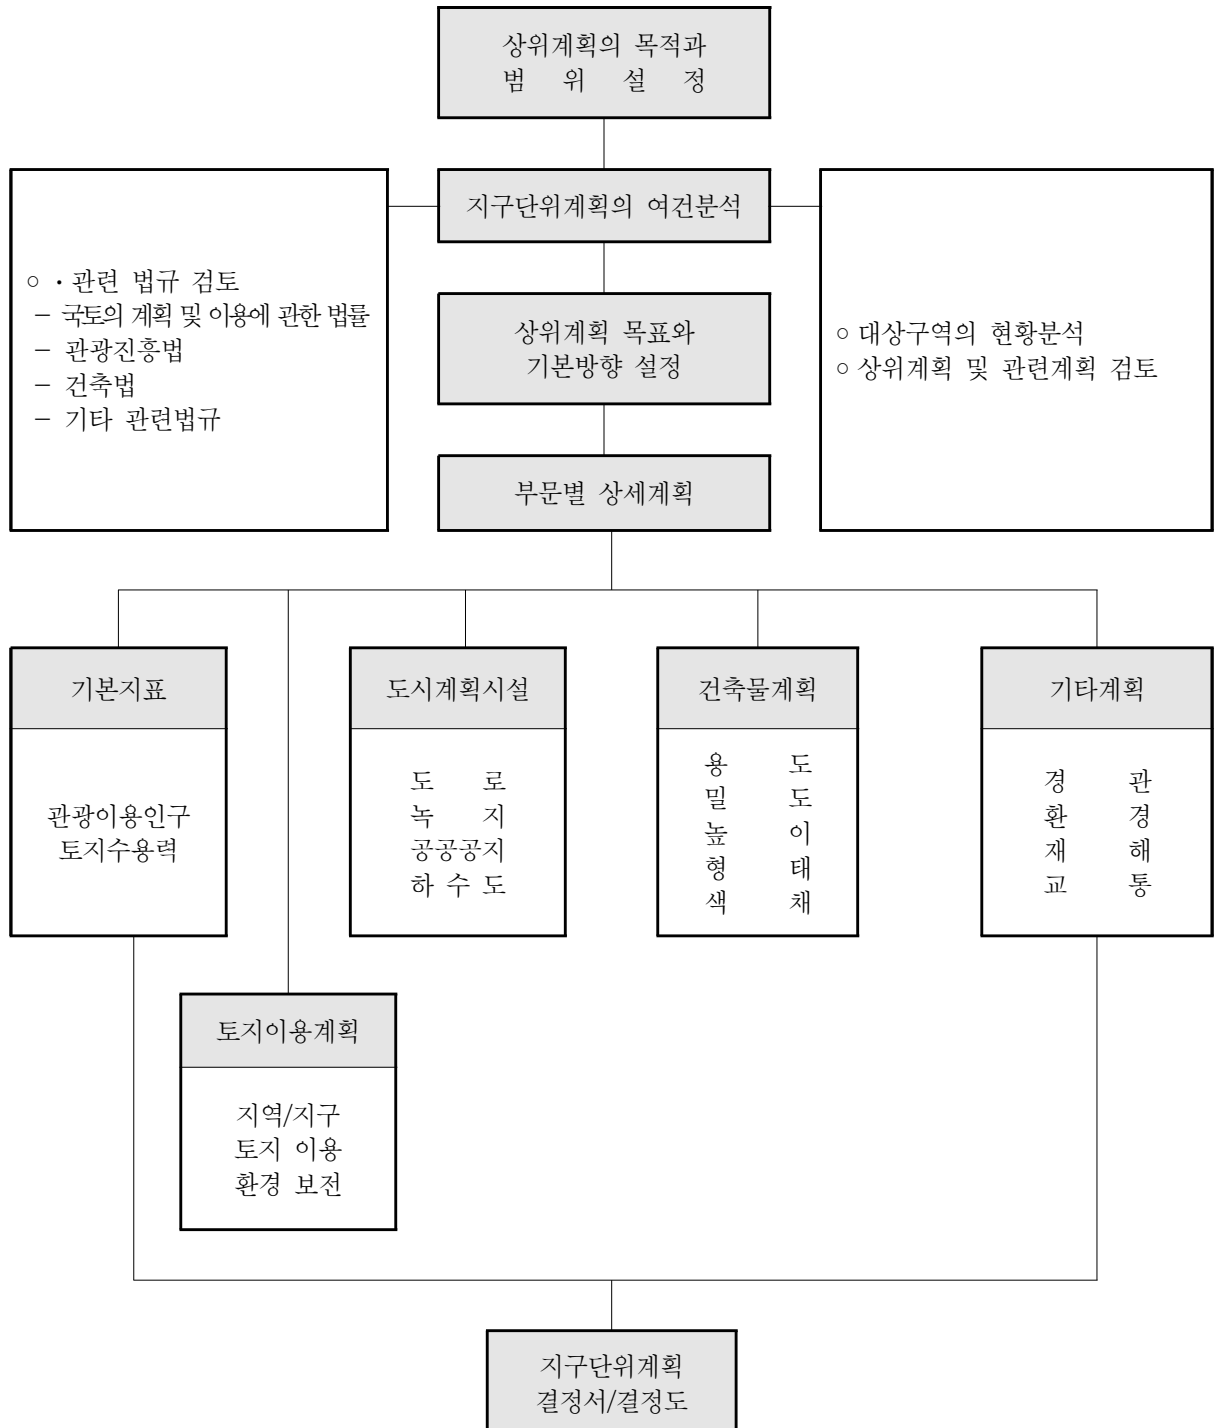 상위계획의 목적과
범 위 설 정
지구단위계획의 여건분석
○ ·관련 법규 검토
- 국토의 계획 및 이용에 관한 법률
- 관광진흥법
- 건축법
- 기타 관련법규
상위계획 목표와
기본방향 설정
○ 대상구역의 현황분석
○ 상위계획 및 관련계획 검토
부문별 상세계획
기본지표
관광이용인구
토지수용력
도시계획시설
도 로
녹 지
공공공지
하 수 도
건축물계획
용 도
밀 도
높 이
형 태
색 채
기타계획
경 관
환 경
재 해
교 통
토지이용계획
지역/지구
토지 이용
환경 보전
지구단위계획
결정서/결정도